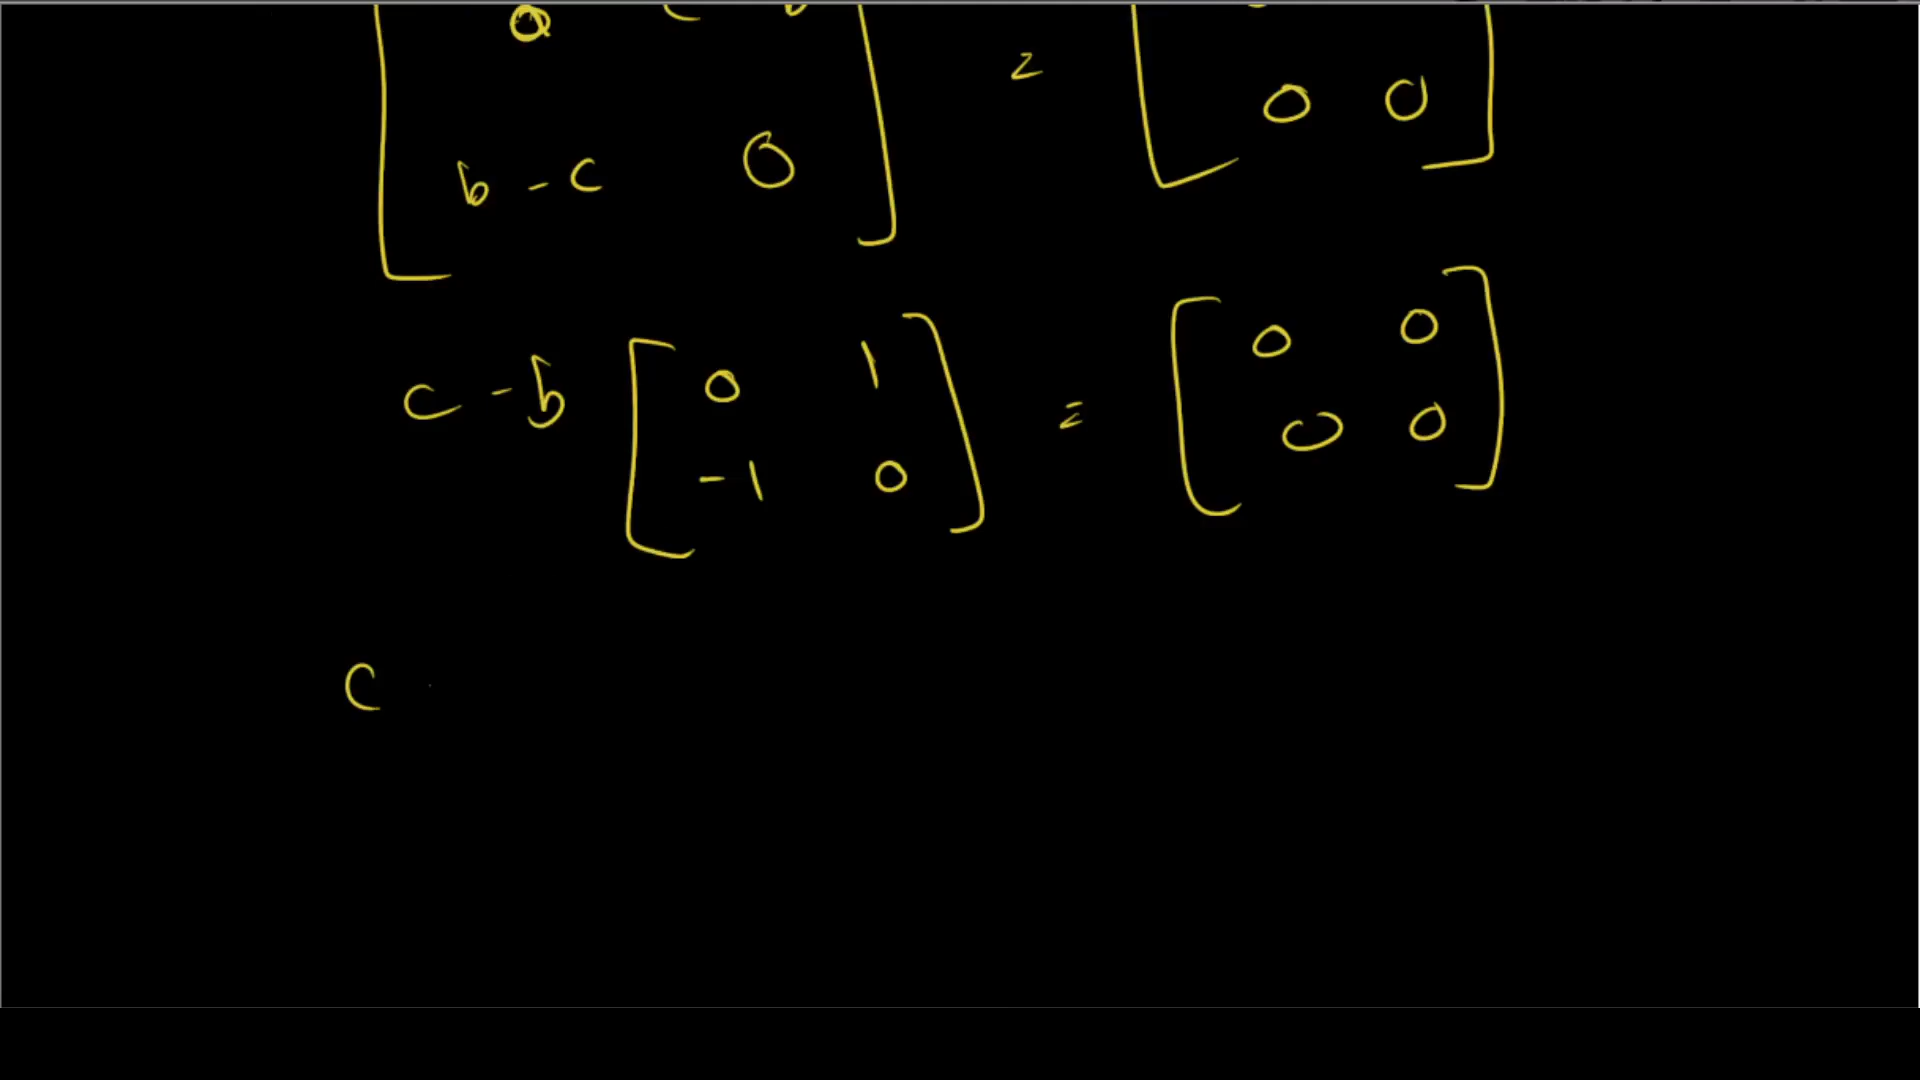 0 c - b
=
0 0
b - c 0
c - b [ 0 1 = [ 0 0
-1 0 ] 0 0 ]
c